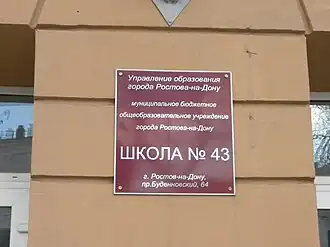 Управление образования
города Ростова-на-Дону
муниципальное бюджетное
общеобразовательное учреждение
города Ростова-на-Дону
ШКОЛА № 43
г. Ростов-на-Дону,
пр.Буденновский, 64